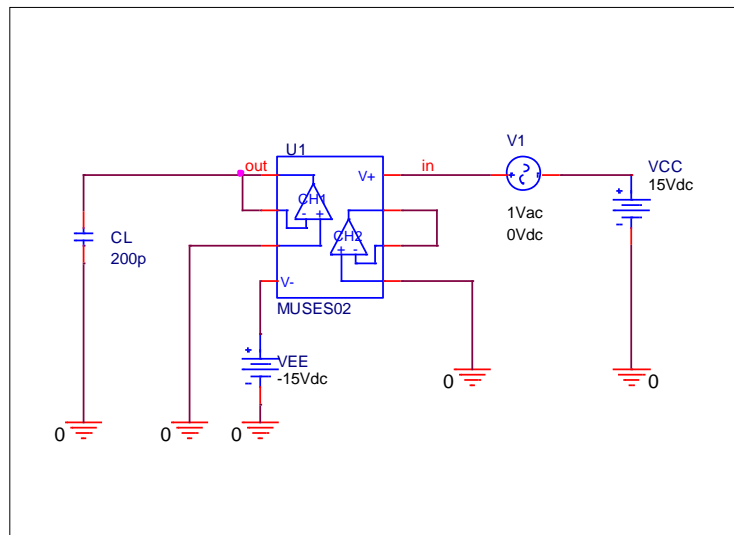 U1
out
V+
in
V1
VCC
15Vdc
CH1
- +
CH2
+ -
+ -
1Vac
0Vdc
+
-
CL
200p
V-
MUSES02
+
-
VEE
-15Vdc
0
0
0
0
0